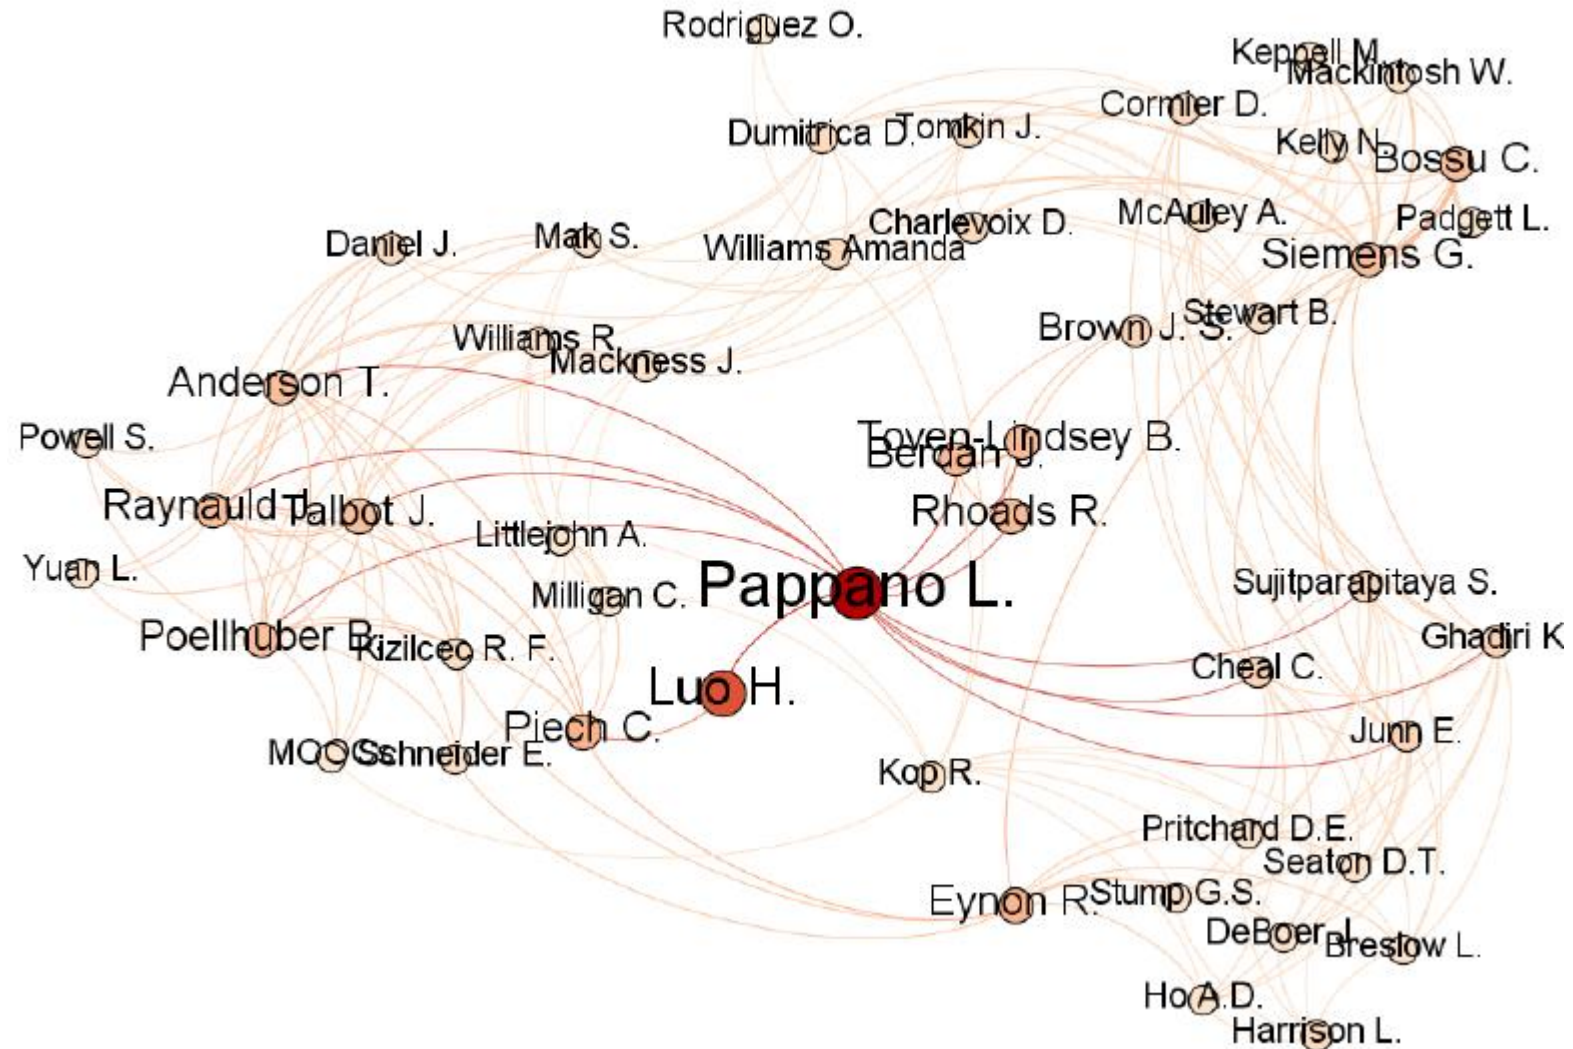 Rodriguez O.
Keppell M.
Mackintosh W.
Cormier D.
Dumitrica D.
Tomkin J.
Kelly N.
Bossu C.
Charlevoix D.
McAuley A.
Padgett L.
Daniel J.
Mak S.
Williams Amanda
Siemens G.
Stewart B.
Brown J. S.
Williams R.
Mackness J.
Anderson T.
Powell S.
Toven-Lindsey B.
Berdan J.
Raynauld J.
Talbot J.
Rhoads R.
Littlejohn A.
Yuan L.
Milligan C.
Pappano L.
Sujitparapitaya S.
Poellhuber B.
Kizilcec R. F.
Ghadiri K
Cheal C.
Luo H.
Piech C.
Junn E.
MOOCs
Schneider E.
Kop R.
Pritchard D.E.
Seaton D.T.
Eynon R.
Stump G.S.
DeBoer J.
Breslow L.
Ho A.D.
Harrison L.